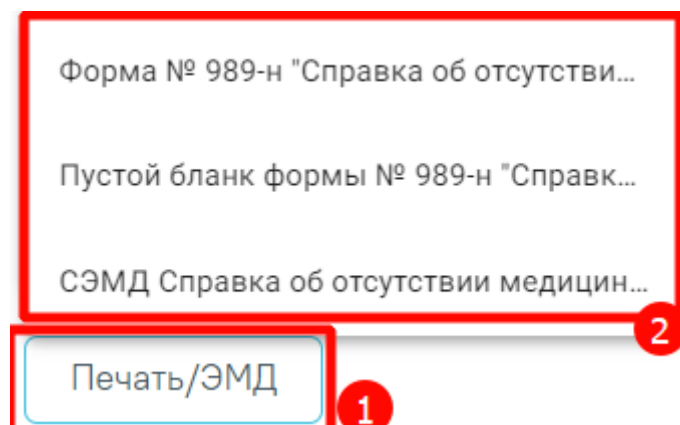 Форма № 989-н "Справка об отсутстви...
Пустой бланк формы № 989-н "Справк...
СЭМД Справка об отсутствии медицин...
2
Печать/ЭМД
1